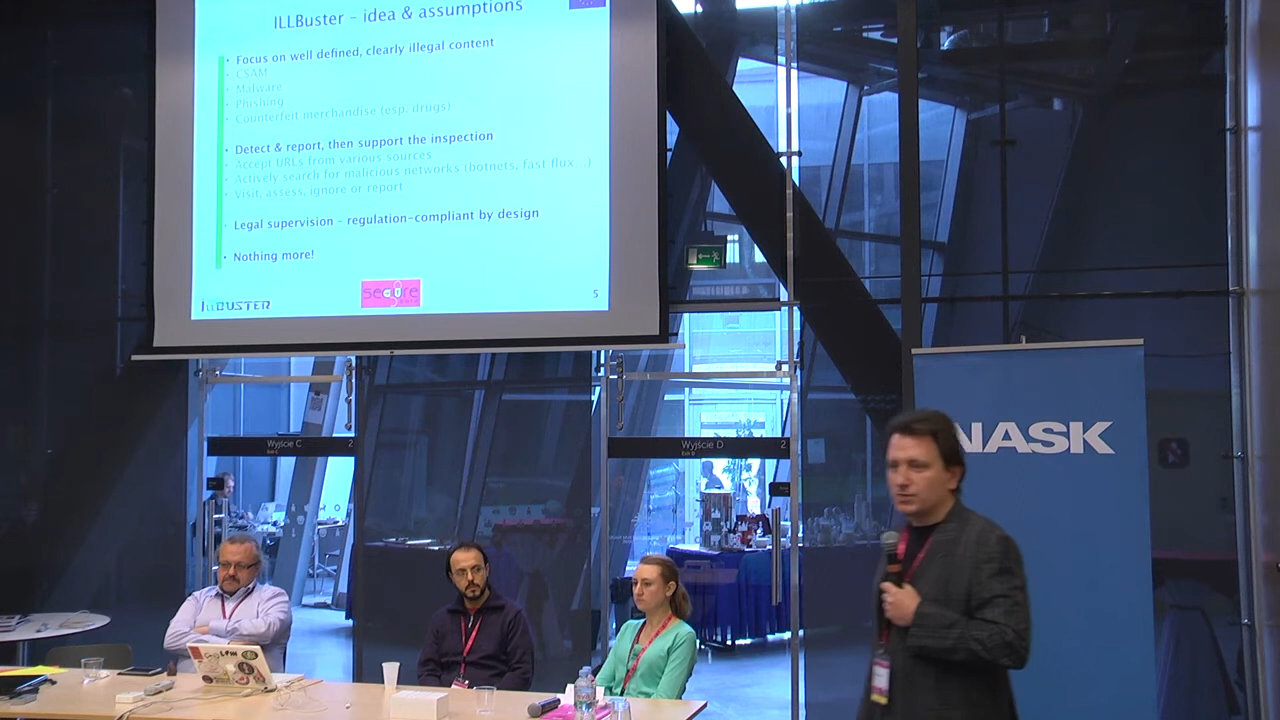 ILLBuster – idea & assumptions
• Focus on well defined, clearly illegal content
• CSAM
• Malware
• Phishing
• Counterfeit merchandise (esp. drugs)
• Detect & report, then support the inspection
• Accept URLs from various sources
• Actively search for malicious networks (botnets, fast flux...)
• Visit, assess, ignore or report
• Legal supervision – regulation-compliant by design
• Nothing more!
ILLBUSTER
secure
5
Wyjście C
2
Wyjście D
2
NASK